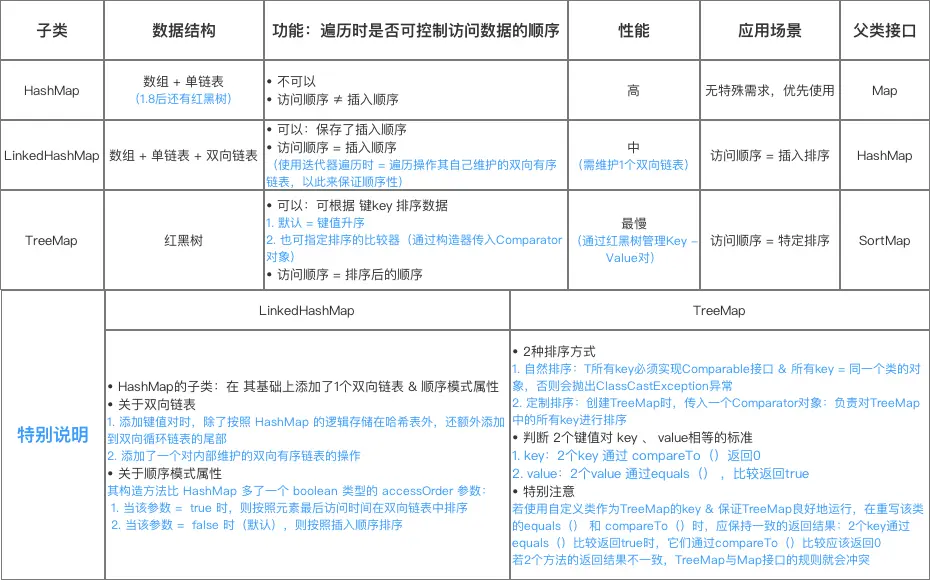 子类
数据结构
功能：遍历时是否可控制访问数据的顺序
性能
应用场景
父类接口
HashMap
数组 + 单链表
（1.8后还有红黑树）
• 不可以
• 访问顺序 ≠ 插入顺序
高
无特殊需求，优先使用
Map
LinkedHashMap
数组 + 单链表 + 双向链表
• 可以：保存了插入顺序
• 访问顺序 = 插入顺序
（使用迭代器遍历时 = 遍历操作其自己维护的双向有序
链表，以此来保证顺序性）
中
（需维护1个双向链表）
访问顺序 = 插入排序
HashMap
TreeMap
红黑树
• 可以：可根据 键key 排序数据
1. 默认 = 键值升序
2. 也可指定排序的比较器（通过构造器传入Comparator
对象）
• 访问顺序 = 排序后的顺序
最慢
（通过红黑树管理Key –
Value对）
访问顺序 = 特定排序
SortMap
特别说明
LinkedHashMap
• HashMap的子类：在 其基础上添加了1个双向链表 & 顺序模式属性
• 关于双向链表
1. 添加键值对时，除了按照 HashMap 的逻辑存储在哈希表外，还额外添加
到双向循环链表的尾部
2. 添加了一个对内部维护的双向有序链表的操作
• 关于顺序模式属性
其构造方法比 HashMap 多了一个 boolean 类型的 accessOrder 参数：
1. 当该参数 = true 时，则按照元素最后访问时间在双向链表中排序
2. 当该参数 = false 时（默认），则按照插入顺序排序
TreeMap
• 2种排序方式
1. 自然排序：T所有key必须实现Comparable接口 & 所有key = 同一个类的对
象，否则会抛出ClassCastException异常
2. 定制排序：创建TreeMap时，传入一个Comparator对象：负责对TreeMap
中的所有key进行排序
• 判断 2个键值对 key 、 value相等的标准
1. key：2个key 通过 compareTo（）返回0
2. value：2个value 通过equals（） ，比较返回true
• 特别注意
若使用自定义类作为TreeMap的key & 保证TreeMap良好地运行，在重写该类
的equals（） 和 compareTo（）时，应保持一致的返回结果：2个key通过
equals（）比较返回true时，它们通过compareTo（）比较应该返回0
若2个方法的返回结果不一致，TreeMap与Map接口的规则就会冲突